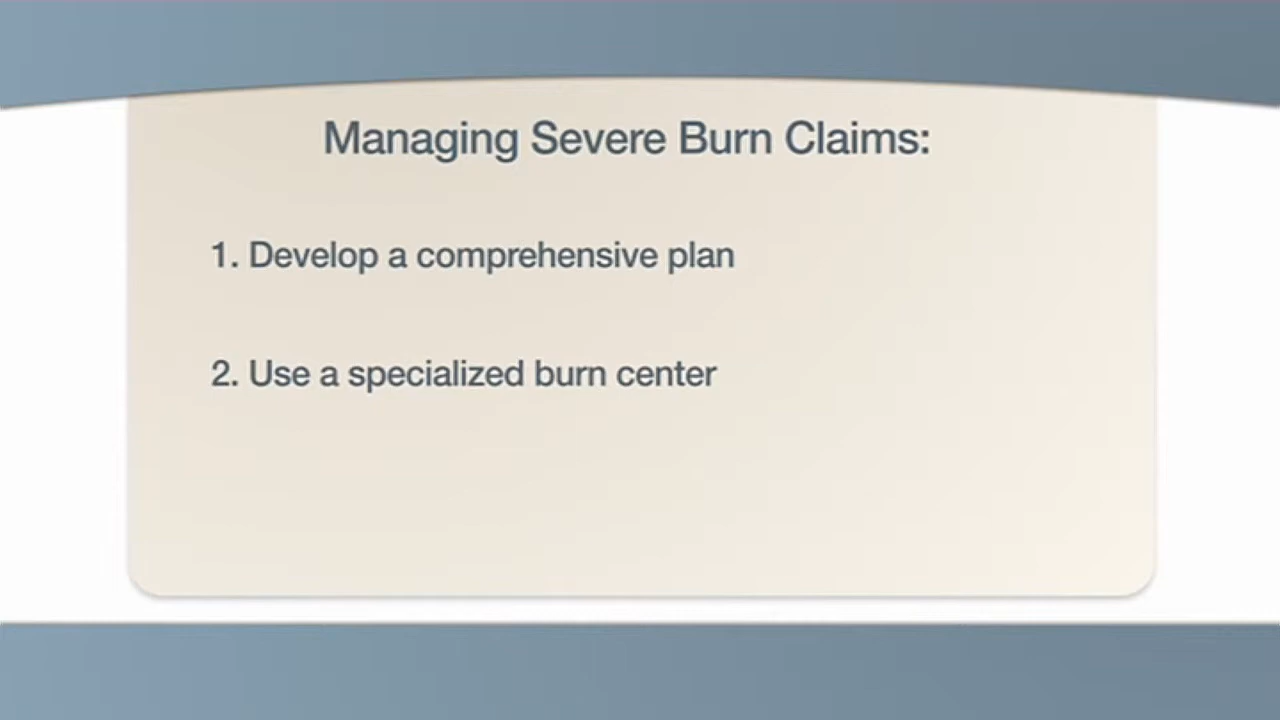 Managing Severe Burn Claims:
1. Develop a comprehensive plan
2. Use a specialized burn center